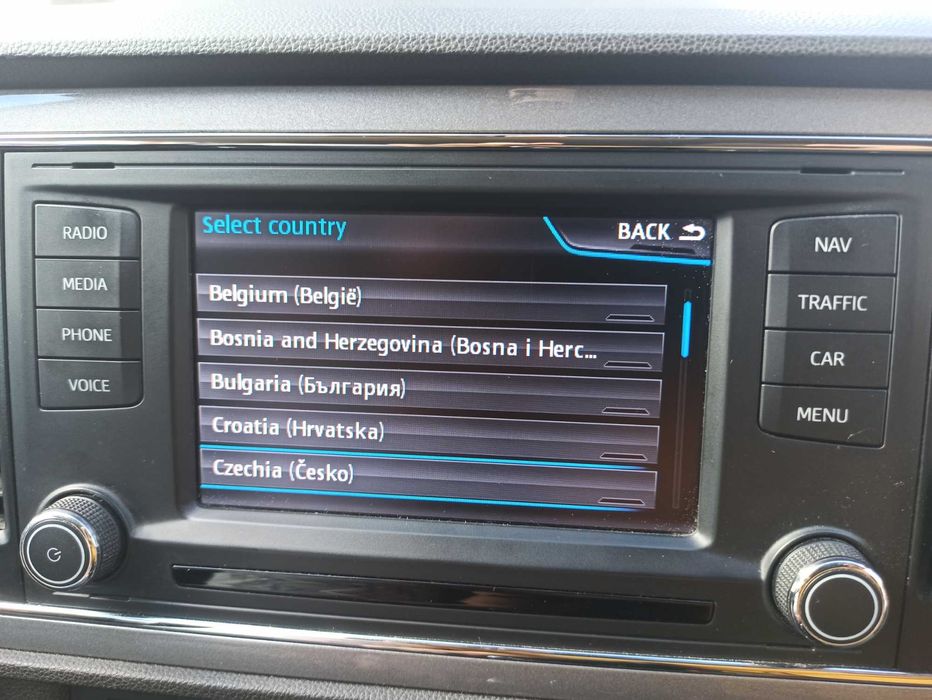 Select country
BACK
Belgium (België)
Bosnia and Herzegovina (Bosna i Herc...
Bulgaria (България)
Croatia (Hrvatska)
Czechia (Česko)
RADIO
MEDIA
PHONE
VOICE
NAV
TRAFFIC
CAR
MENU